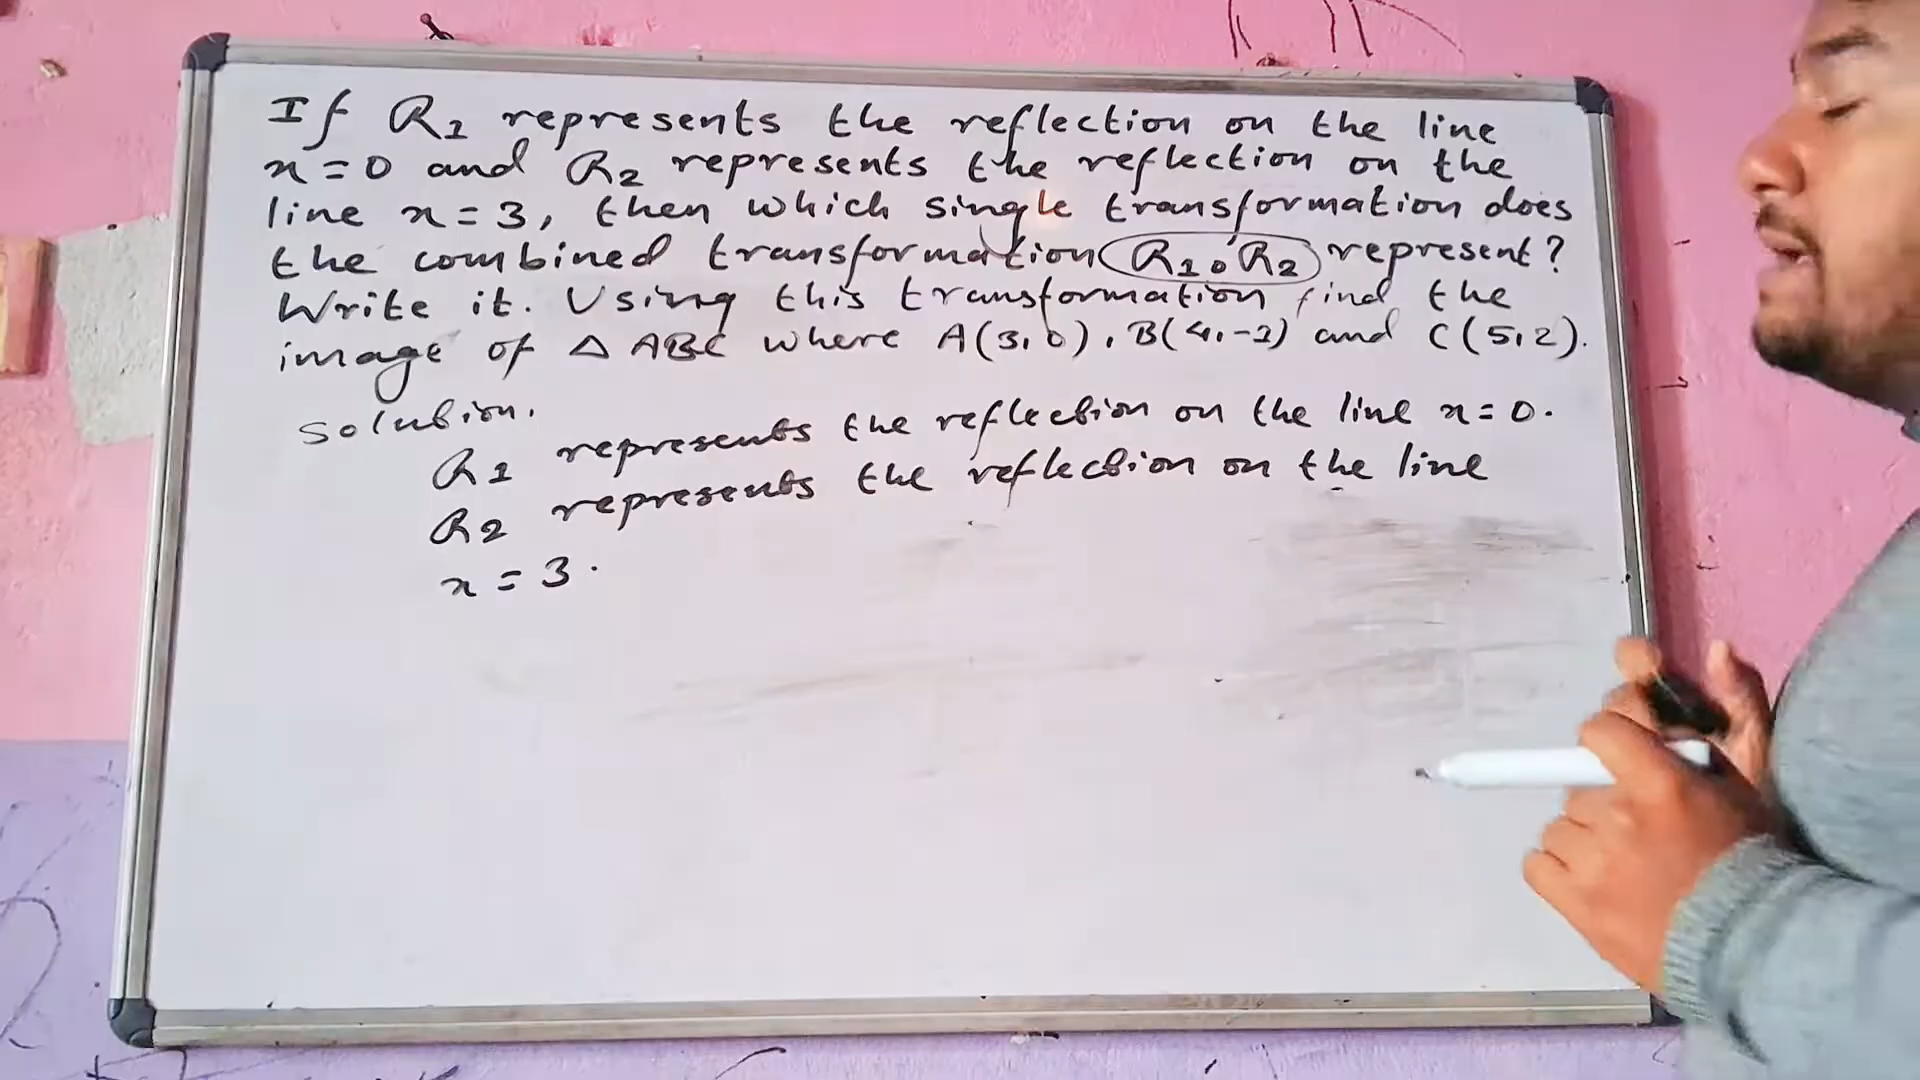 If R1 represents the reflection on the line
x=0 and R2 represents the reflection on the
line x=3, then which single transformation does
the combined transformation R1∘R2 represent?
Write it. Using this transformation find the
image of △ABC where A(3,0), B(4,-1) and C(5,2).
Solution.
R1 represents the reflection on the line x=0.
R2 represents the reflection on the line
x=3.